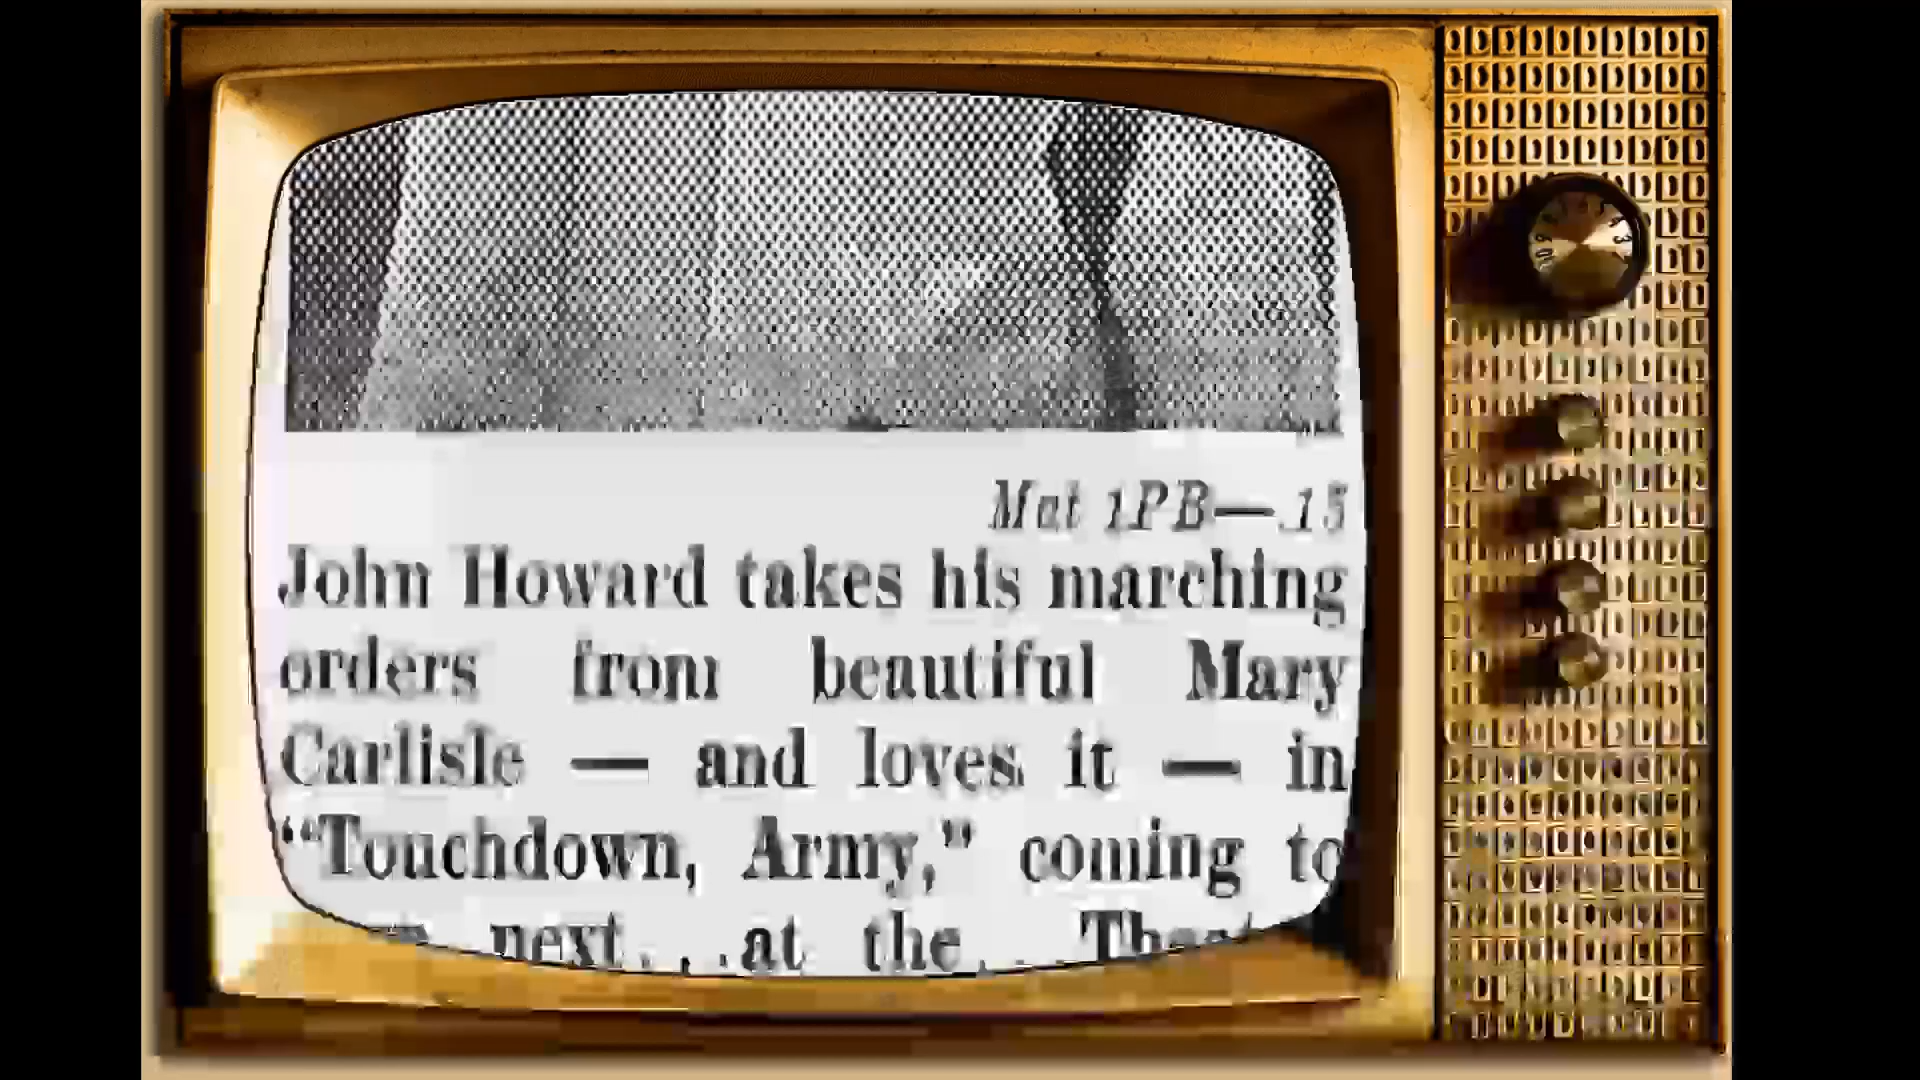 Mat 1PB—.15
John Howard takes his marching
orders from beautiful Mary
Carlisle — and loves it — in
“Touchdown, Army,” coming to
next. . .at the . .